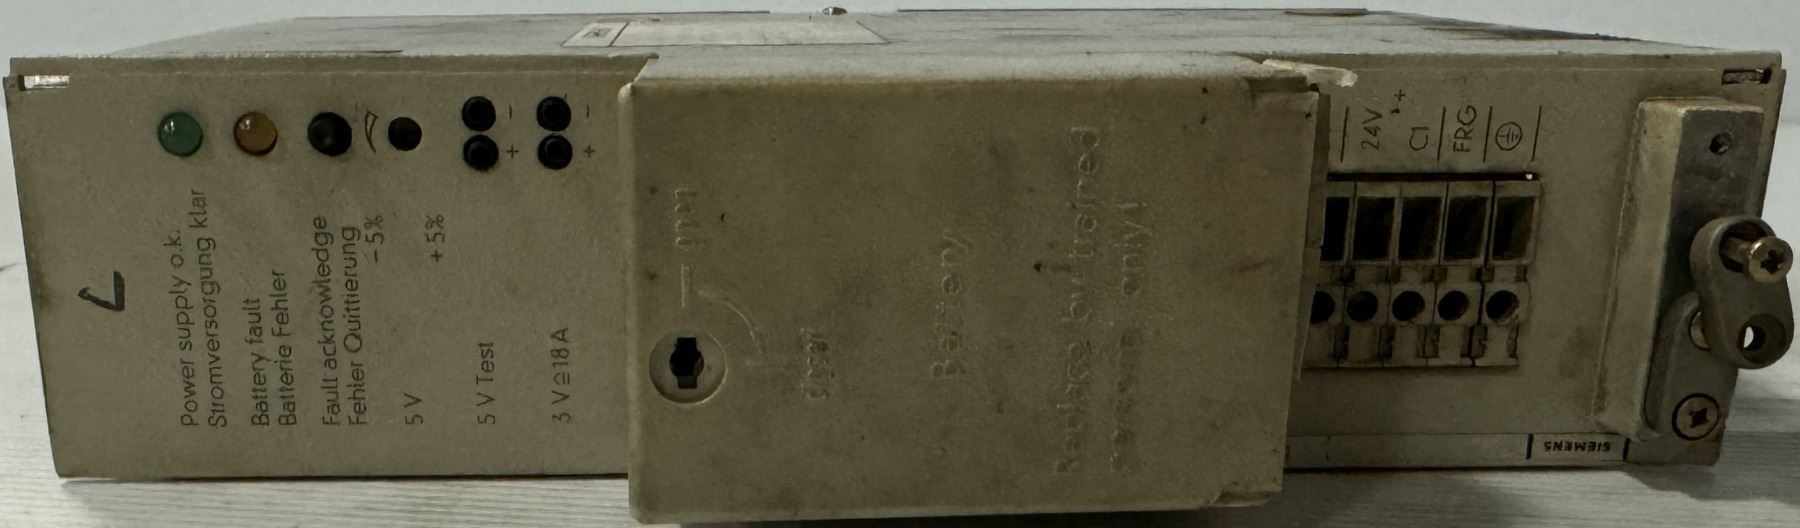 Power supply o.k.
Stromversorgung klar
Battery fault
Batterie Fehler
Fault acknowledge
Fehler Quittierung
5 V
-5%
+5%
5 V Test
- +
3 V ≙ 18 A
- +
Battery
Replace by trained
persons only!
+
24V
C1
FRG
SIEMENS